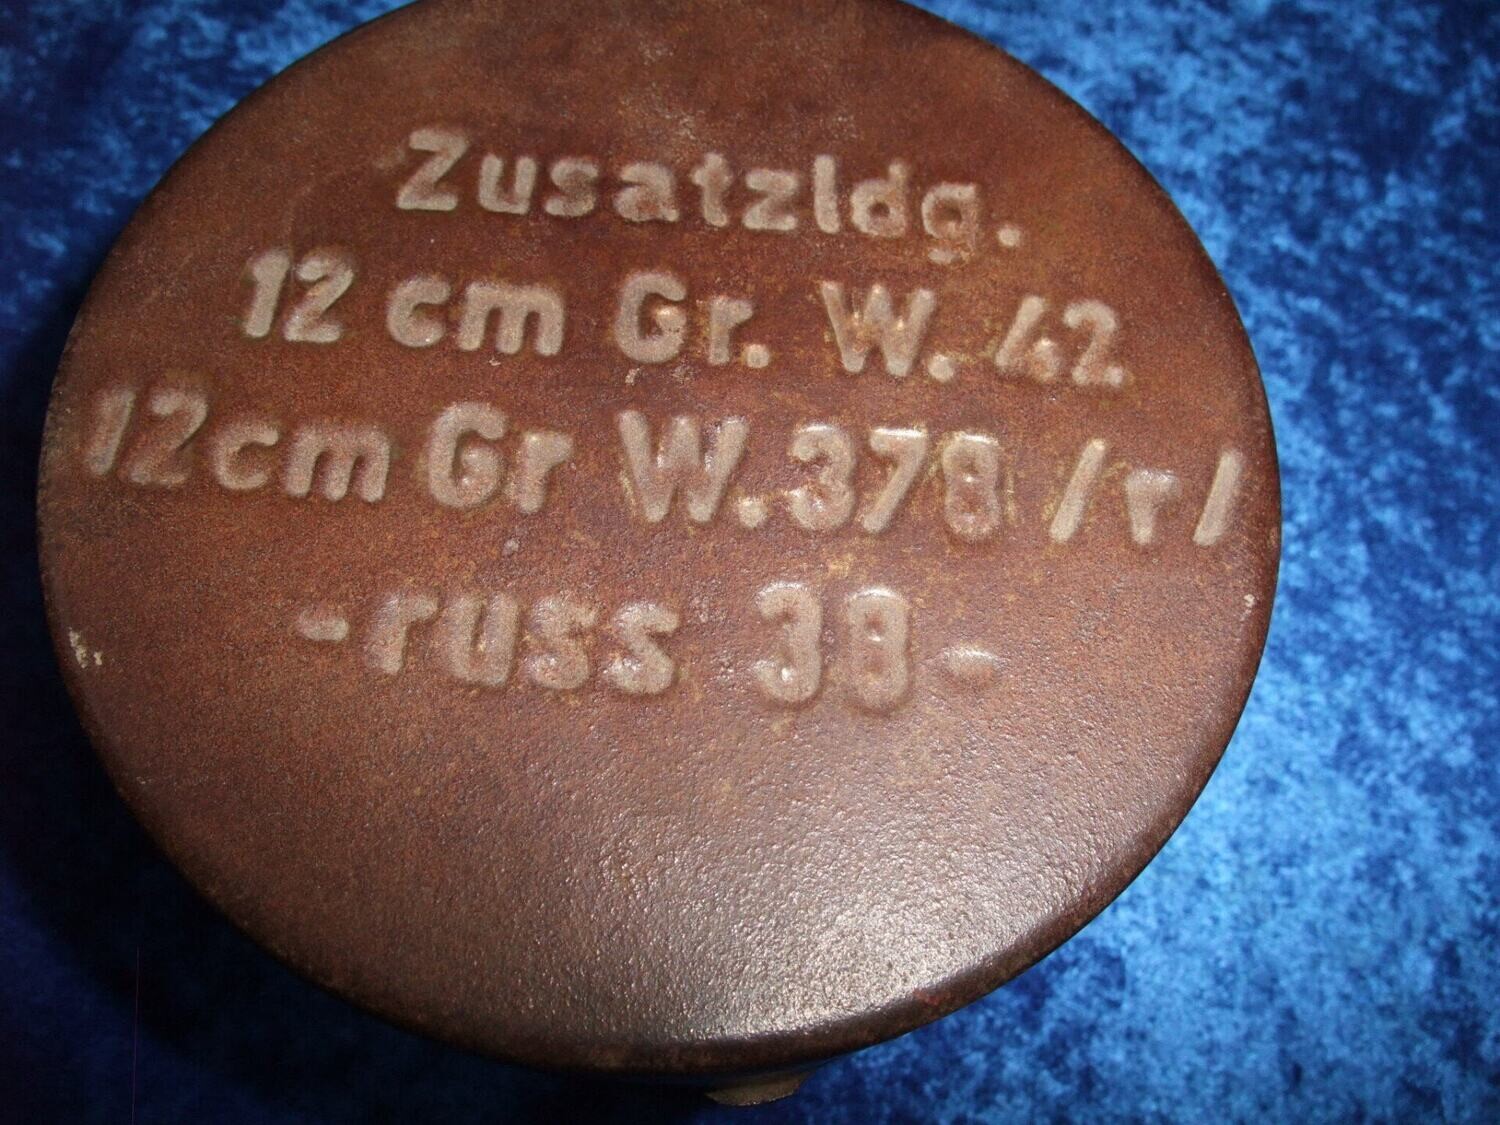 Zusatzldg.
12 cm Gr. W. 42
12cm Gr W. 378 /r/
-russ 38-